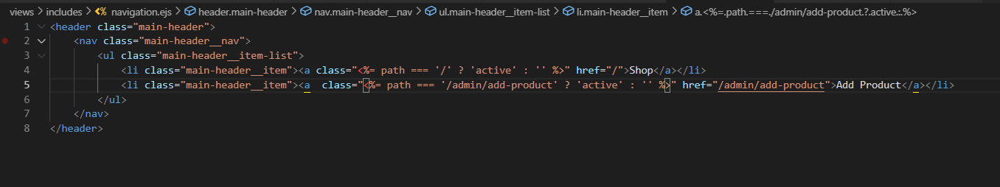 views > includes > <% navigation.ejs > header.main-header > nav.main-header__nav > ul.main-header__item-list > li.main-header__item > a.<%=.path.===./admin/add-product.?.active.:.%>
1 <header class="main-header">
2 <nav class="main-header__nav">
3 <ul class="main-header__item-list">
4 <li class="main-header__item"><a class="<%= path === '/' ? 'active' : '' %>" href="/">Shop</a></li>
5 <li class="main-header__item"><a  class="<%= path === '/admin/add-product' ? 'active' : '' %>" href="/admin/add-product">Add Product</a></li>
6 </ul>
7 </nav>
8 </header>